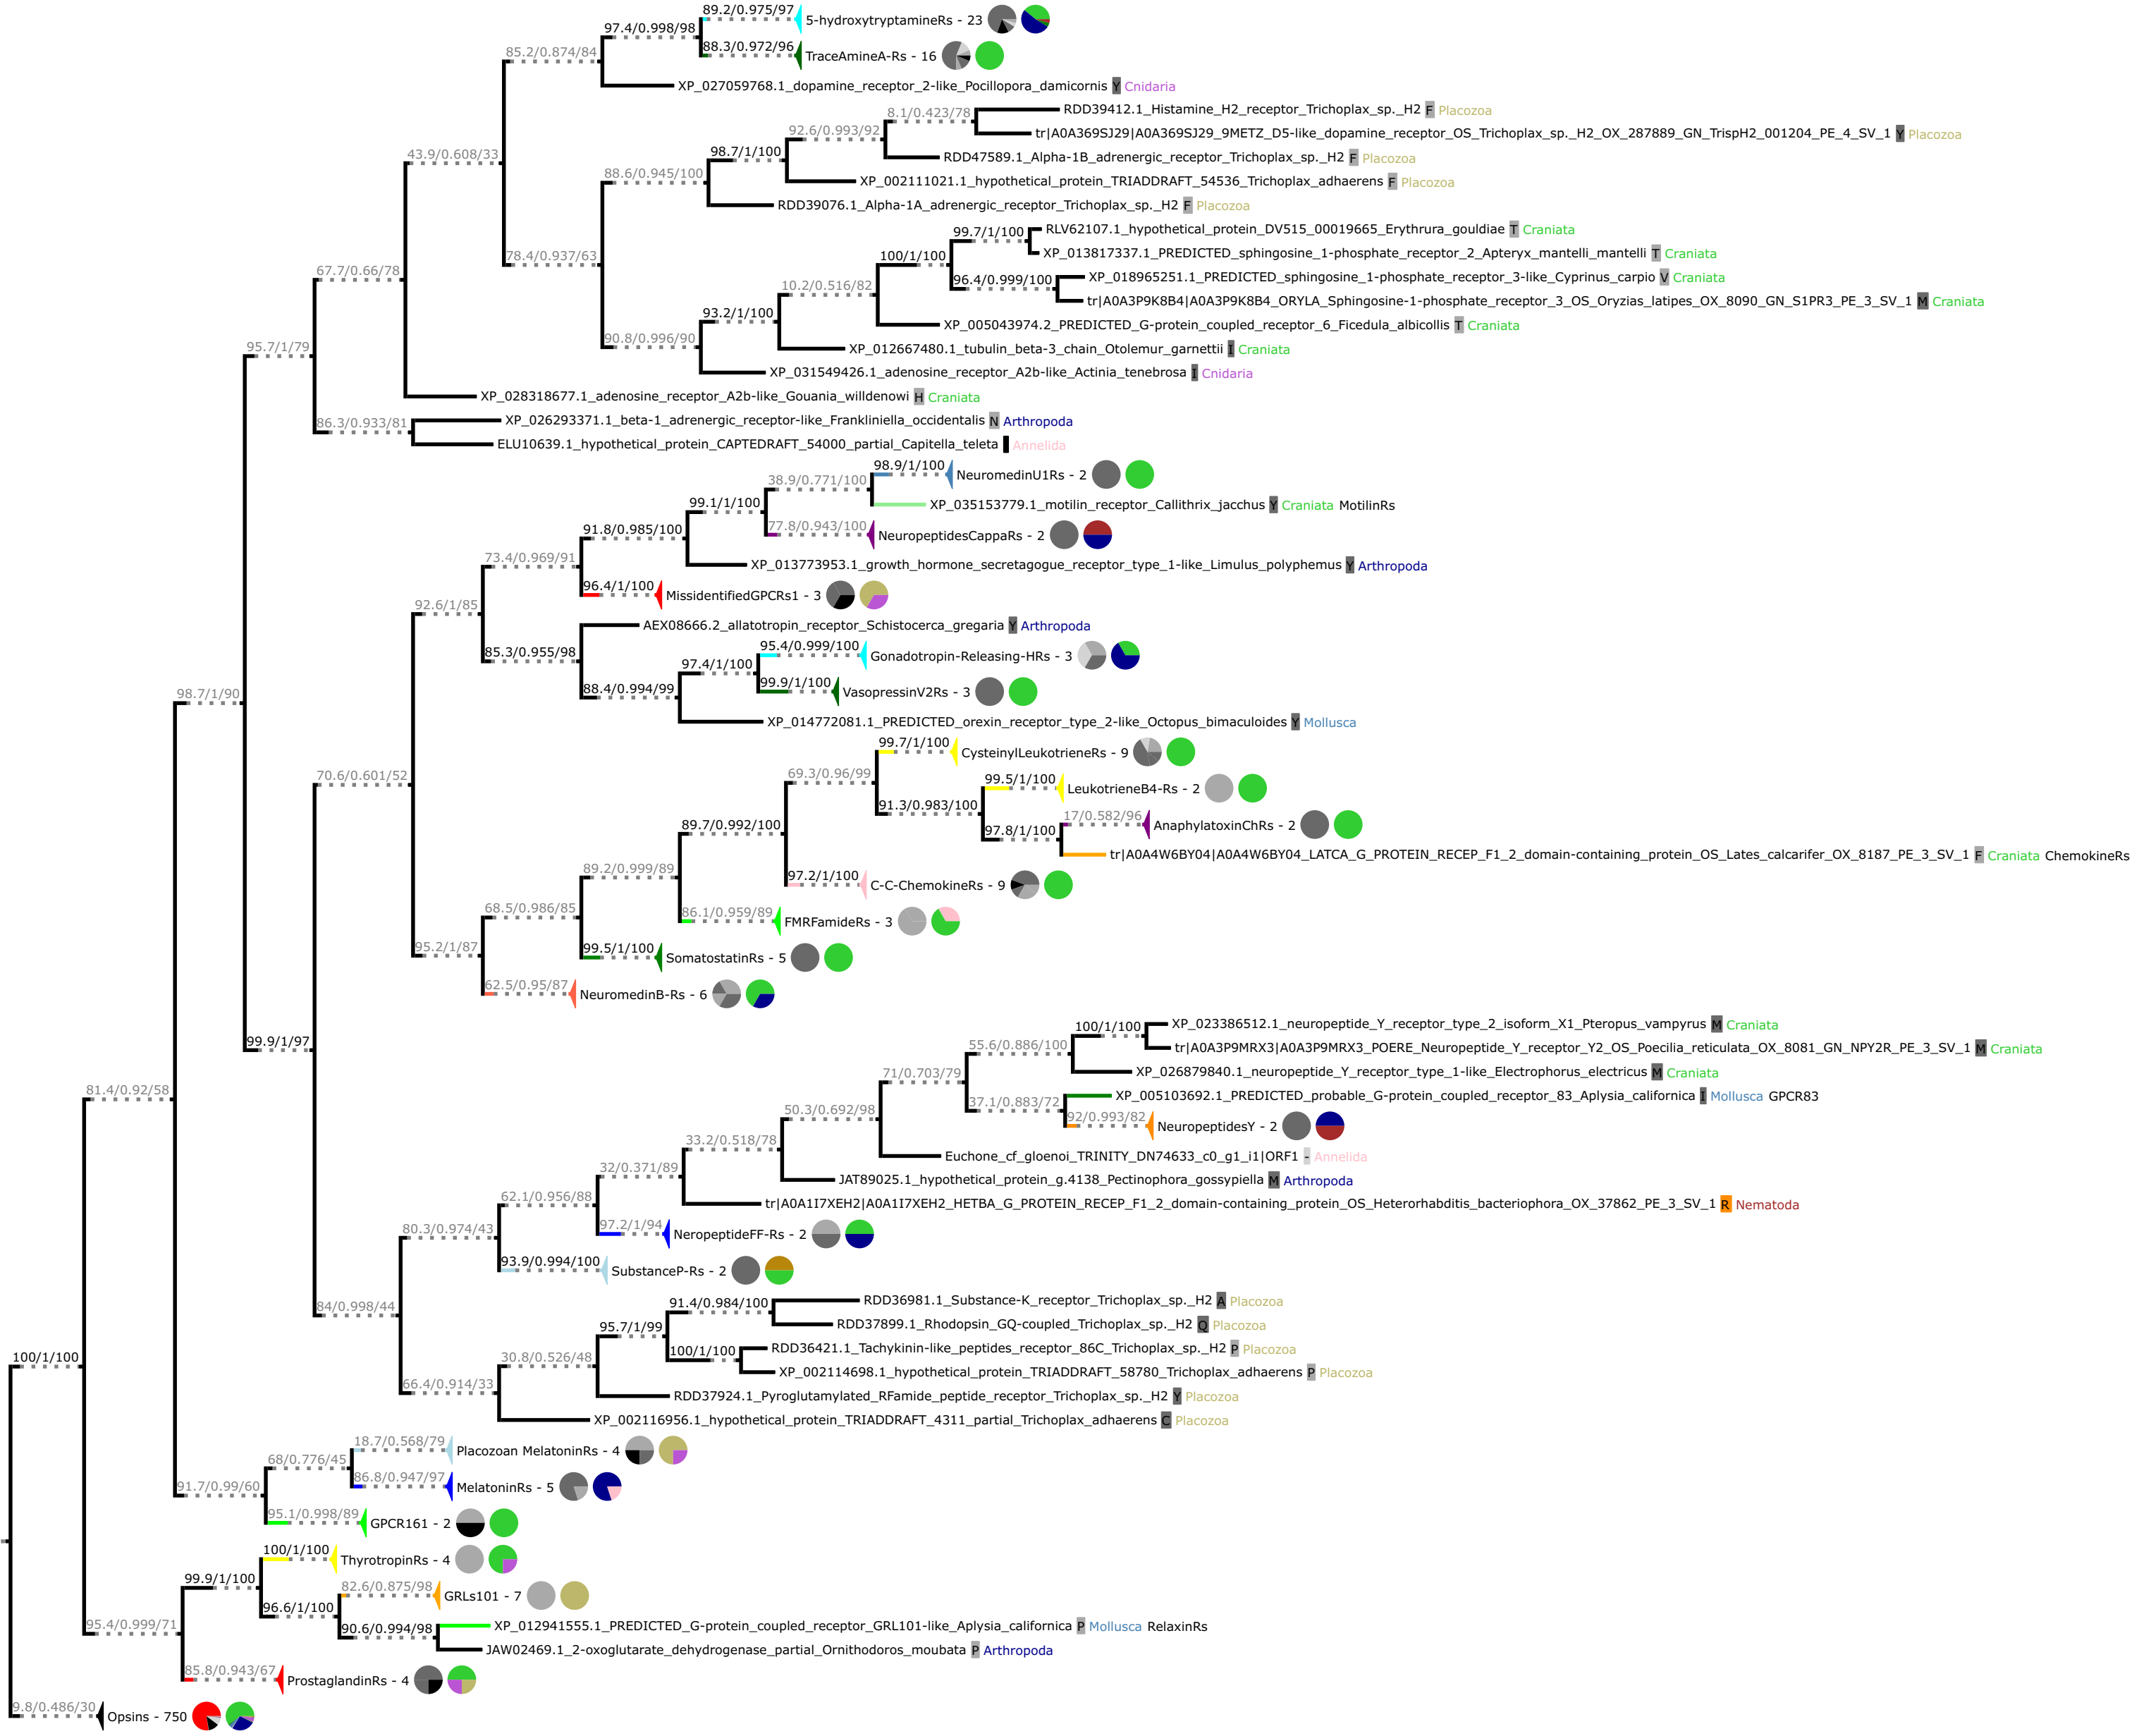 89.2/0.975/97
5-hydroxytryptamineRs - 23
97.4/0.998/98
88.3/0.972/96
TraceAmineA-Rs - 16
85.2/0.874/84
XP_027059768.1_dopamine_receptor_2-like_Pocillopora_damicornis Y Cnidaria
RDD39412.1_Histamine_H2_receptor_Trichoplax_sp._H2 F Placozoa
8.1/0.423/78
92.6/0.993/92
tr|A0A369SJ29|A0A369SJ29_9METZ_D5-like_dopamine_receptor_OS_Trichoplax_sp._H2_OX_287889_GN_TrispH2_001204_PE_4_SV_1 Y Placozoa
43.9/0.608/33
98.7/1/100
RDD47589.1_Alpha-1B_adrenergic_receptor_Trichoplax_sp._H2 F Placozoa
88.6/0.945/100
XP_002111021.1_hypothetical_protein_TRIADDRAFT_54536_Trichoplax_adhaerens F Placozoa
RDD39076.1_Alpha-1A_adrenergic_receptor_Trichoplax_sp._H2 F Placozoa
99.7/1/100
RLV62107.1_hypothetical_protein_DV515_00019665_Erythrura_gouldiae T Craniata
78.4/0.937/63
100/1/100
XP_013817337.1_PREDICTED_sphingosine_1-phosphate_receptor_2_Apteryx_mantelli_mantelli T Craniata
67.7/0.66/78
96.4/0.999/100
XP_018965251.1_PREDICTED_sphingosine_1-phosphate_receptor_3-like_Cyprinus_carpio V Craniata
10.2/0.516/82
tr|A0A3P9K8B4|A0A3P9K8B4_ORYLA_Sphingosine-1-phosphate_receptor_3_OS_Oryzias_latipes_OX_8090_GN_S1PR3_PE_3_SV_1 M Craniata
93.2/1/100
XP_005043974.2_PREDICTED_G-protein_coupled_receptor_6_Ficedula_albicollis T Craniata
95.7/1/79
90.8/0.996/90
XP_012667480.1_tubulin_beta-3_chain_Otolemur_garnettii I Craniata
XP_031549426.1_adenosine_receptor_A2b-like_Actinia_tenebrosa I Cnidaria
XP_028318677.1_adenosine_receptor_A2b-like_Gouania_willdenowi H Craniata
86.3/0.933/81
XP_026293371.1_beta-1_adrenergic_receptor-like_Frankliniella_occidentalis N Arthropoda
ELU10639.1_hypothetical_protein_CAPTEDRAFT_54000_partial_Capitella_teleta Annelida
98.9/1/100
NeuromedinU1Rs - 2
38.9/0.771/100
99.1/1/100
XP_035153779.1_motilin_receptor_Callithrix_jacchus Y Craniata MotilinRs
91.8/0.985/100
77.8/0.943/100
NeuropeptidesCappaRs - 2
73.4/0.969/91
XP_013773953.1_growth_hormone_secretagogue_receptor_type_1-like_Limulus_polyphemus Y Arthropoda
96.4/1/100
MissidentifiedGPCRs1 - 3
92.6/1/85
AEX08666.2_allatotropin_receptor_Schistocerca_gregaria Y Arthropoda
85.3/0.955/98
95.4/0.999/100
Gonadotropin-Releasing-HRs - 3
97.4/1/100
88.4/0.994/99
99.9/1/100
VasopressinV2Rs - 3
98.7/1/90
XP_014772081.1_PREDICTED_orexin_receptor_type_2-like_Octopus_bimaculoides Y Mollusca
99.7/1/100
CysteinylLeukotrieneRs - 9
70.6/0.601/52
69.3/0.96/99
99.5/1/100
LeukotrieneB4-Rs - 2
91.3/0.983/100
89.7/0.992/100
97.8/1/100
17/0.582/96
AnaphylatoxinChRs - 2
tr|A0A4W6BY04|A0A4W6BY04_LATCA_G_PROTEIN_RECEP_F1_2_domain-containing_protein_OS_Lates_calcarifer_OX_8187_PE_3_SV_1 F Craniata ChemokineRs
89.2/0.999/89
97.2/1/100
C-C-ChemokineRs - 9
68.5/0.986/85
86.1/0.959/89
FMRFamideRs - 3
95.2/1/87
99.5/1/100
SomatostatinRs - 5
62.5/0.95/87
NeuromedinB-Rs - 6
99.9/1/97
100/1/100
XP_023386512.1_neuropeptide_Y_receptor_type_2_isoform_X1_Pteropus_vampyrus M Craniata
55.6/0.886/100
tr|A0A3P9MRX3|A0A3P9MRX3_POERE_Neuropeptide_Y_receptor_Y2_OS_Poecilia_reticulata_OX_8081_GN_NPY2R_PE_3_SV_1 M Craniata
71/0.703/79
XP_026879840.1_neuropeptide_Y_receptor_type_1-like_Electrophorus_electricus M Craniata
81.4/0.92/58
37.1/0.883/72
XP_005103692.1_PREDICTED_probable_G-protein_coupled_receptor_83_Aplysia_californica I Mollusca GPCR83
50.3/0.692/98
92/0.993/82
NeuropeptidesY - 2
33.2/0.518/78
Euchone_cf_gloenoi_TRINITY_DN74633_c0_g1_i1|ORF1 - Annelida
32/0.371/89
JAT89025.1_hypothetical_protein_g.4138_Pectinophora_gossypiella M Arthropoda
62.1/0.956/88
tr|A0A1I7XEH2|A0A1I7XEH2_HETBA_G_PROTEIN_RECEP_F1_2_domain-containing_protein_OS_Heterorhabditis_bacteriophora_OX_37862_PE_3_SV_1 R Nematoda
80.3/0.974/43
97.2/1/94
NeropeptideFF-Rs - 2
93.9/0.994/100
SubstanceP-Rs - 2
84/0.998/44
91.4/0.984/100
RDD36981.1_Substance-K_receptor_Trichoplax_sp._H2 A Placozoa
95.7/1/99
RDD37899.1_Rhodopsin_GQ-coupled_Trichoplax_sp._H2 Q Placozoa
30.8/0.526/48
100/1/100
RDD36421.1_Tachykinin-like_peptides_receptor_86C_Trichoplax_sp._H2 P Placozoa
100/1/100
XP_002114698.1_hypothetical_protein_TRIADDRAFT_58780_Trichoplax_adhaerens P Placozoa
66.4/0.914/33
RDD37924.1_Pyroglutamylated_RFamide_peptide_receptor_Trichoplax_sp._H2 Y Placozoa
XP_002116956.1_hypothetical_protein_TRIADDRAFT_4311_partial_Trichoplax_adhaerens C Placozoa
18.7/0.568/79
Placozoan MelatoninRs - 4
68/0.776/45
86.8/0.947/97
MelatoninRs - 5
91.7/0.99/60
95.1/0.998/89
GPCR161 - 2
100/1/100
ThyrotropinRs - 4
99.9/1/100
82.6/0.875/98
GRLs101 - 7
96.6/1/100
95.4/0.999/71
90.6/0.994/98
XP_012941555.1_PREDICTED_G-protein_coupled_receptor_GRL101-like_Aplysia_californica P Mollusca RelaxinRs
JAW02469.1_2-oxoglutarate_dehydrogenase_partial_Ornithodoros_moubata P Arthropoda
85.8/0.943/67
ProstaglandinRs - 4
9.8/0.486/30
Opsins - 750